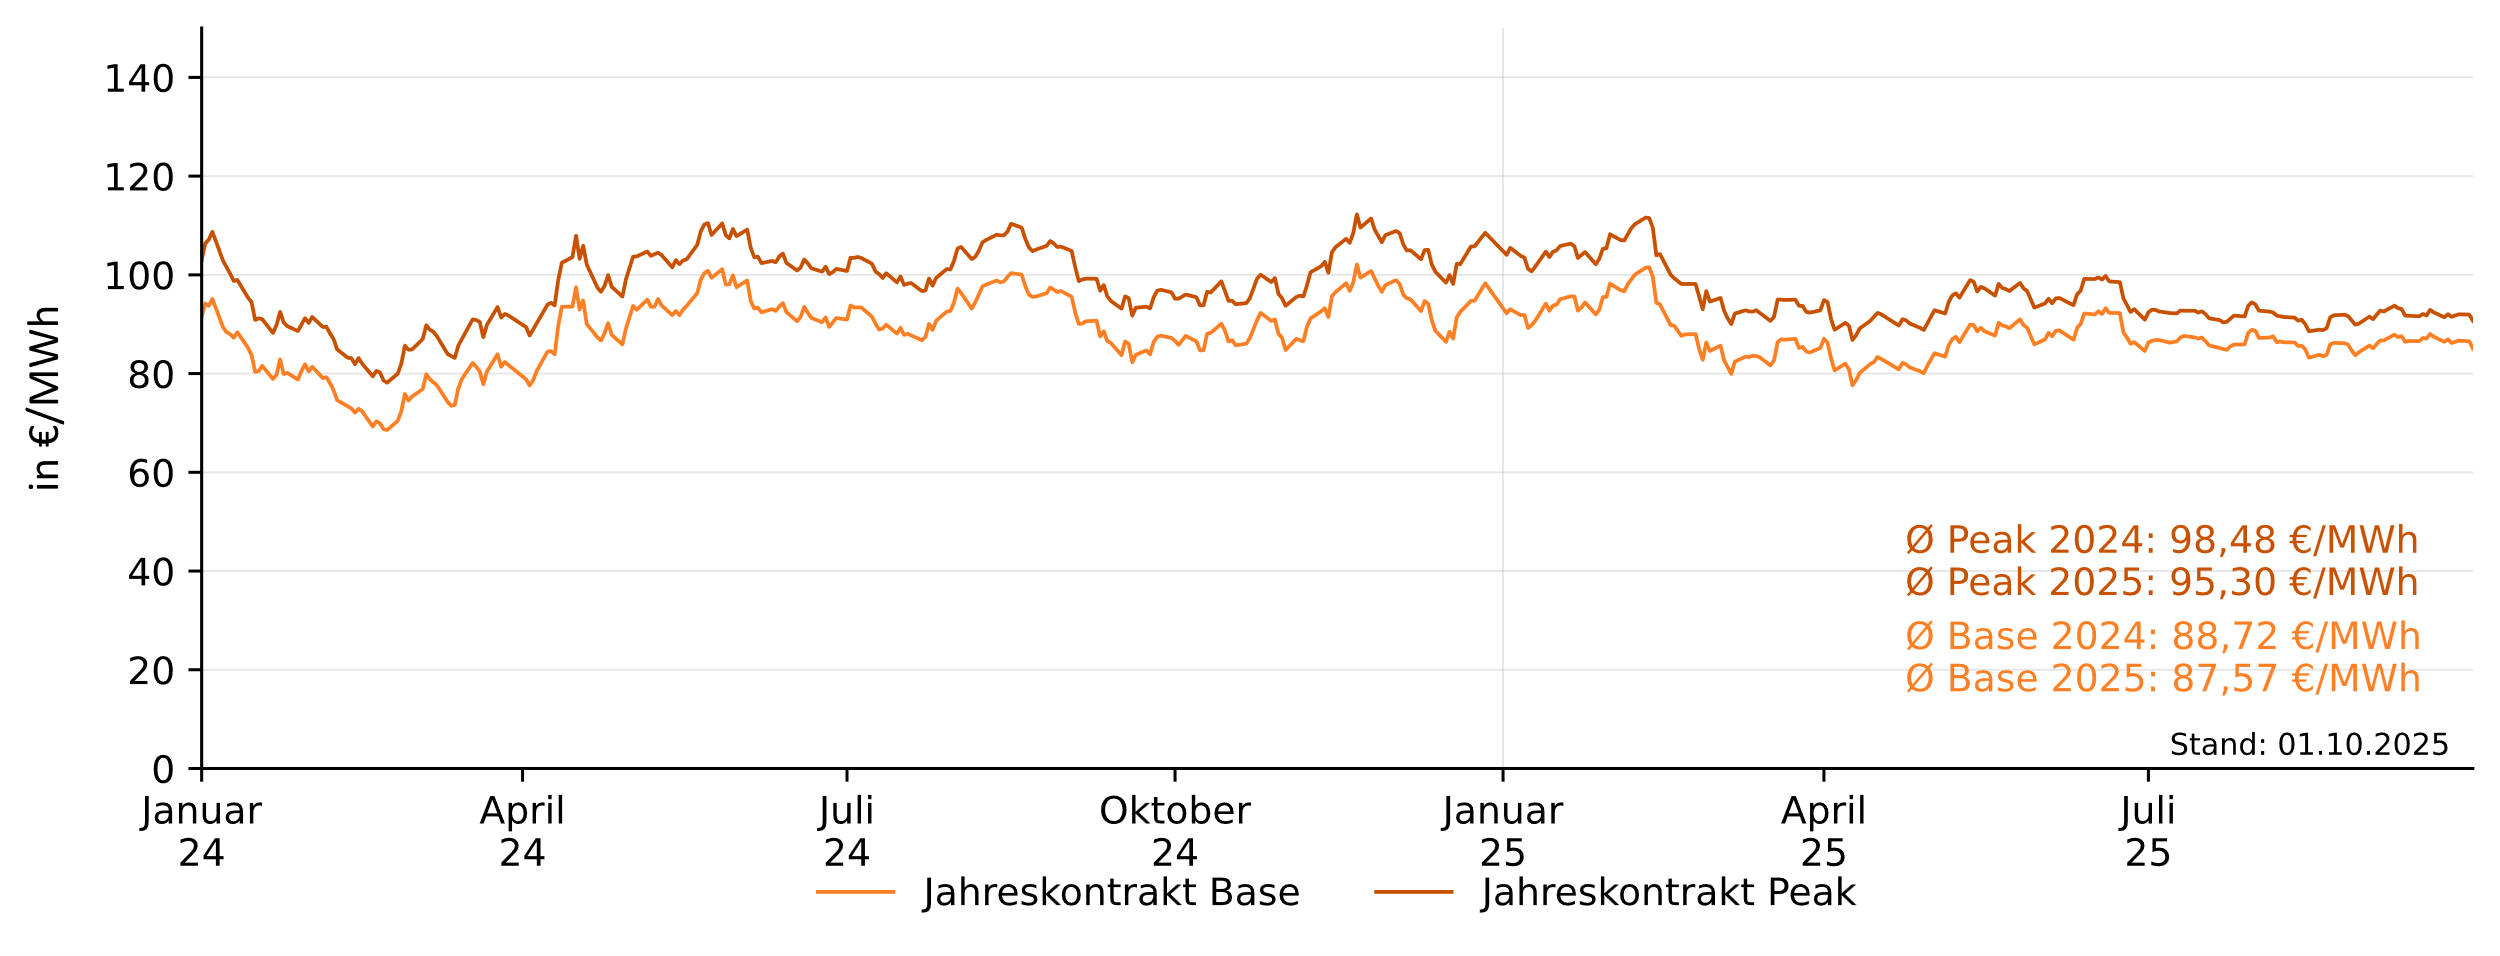 in €/MWh
140
120
100
80
60
40
20
0
Ø Peak 2024: 98,48 €/MWh
Ø Peak 2025: 95,30 €/MWh
Ø Base 2024: 88,72 €/MWh
Ø Base 2025: 87,57 €/MWh
Stand: 01.10.2025
Januar April Juli Oktober Januar April Juli
24 24 24 24 25 25 25
Jahreskontrakt Base Jahreskontrakt Peak